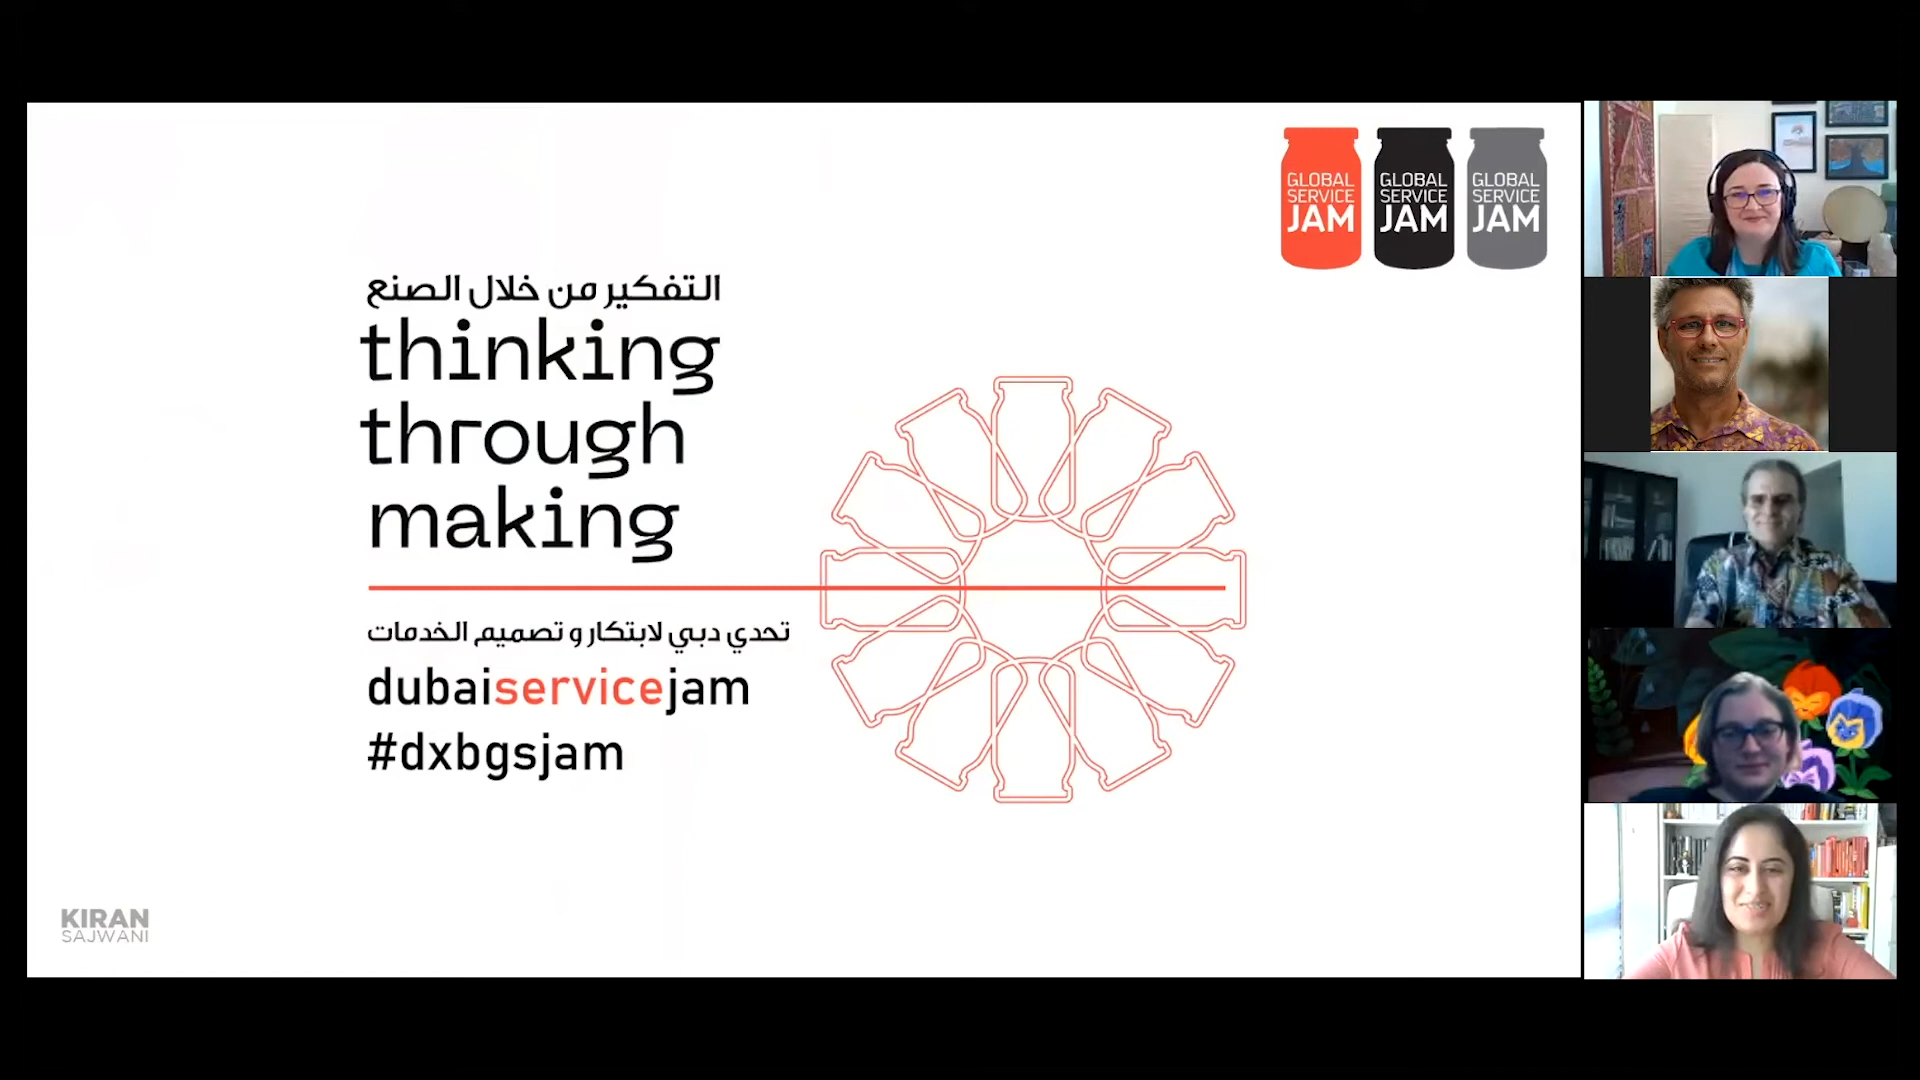 GLOBAL
SERVICE
JAM
GLOBAL
SERVICE
JAM
GLOBAL
SERVICE
JAM
التفكير من خلال الصنع
thinking
through
making
تحدي دبي لابتكار و تصميم الخدمات
dubaiservicejam
#dxbgsjam
KIRAN
SAJWANI